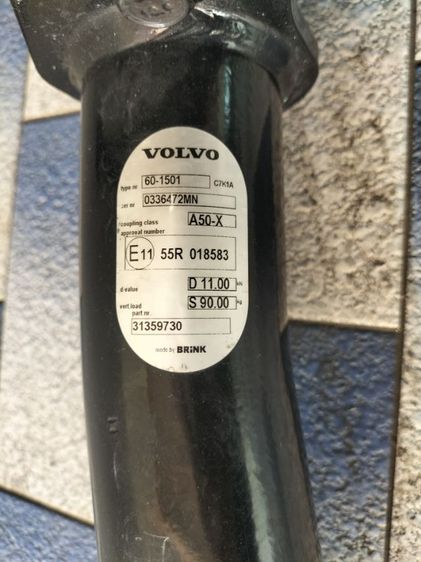 VOLVO
type nr 60-1501 C7K1A
ser nr 0336472MN
coupling class A50-X
approval number
E11 55R 018583
d-value D 11.00 kN
vert load S 90.00 kg
part nr
31359730
made by BRINK